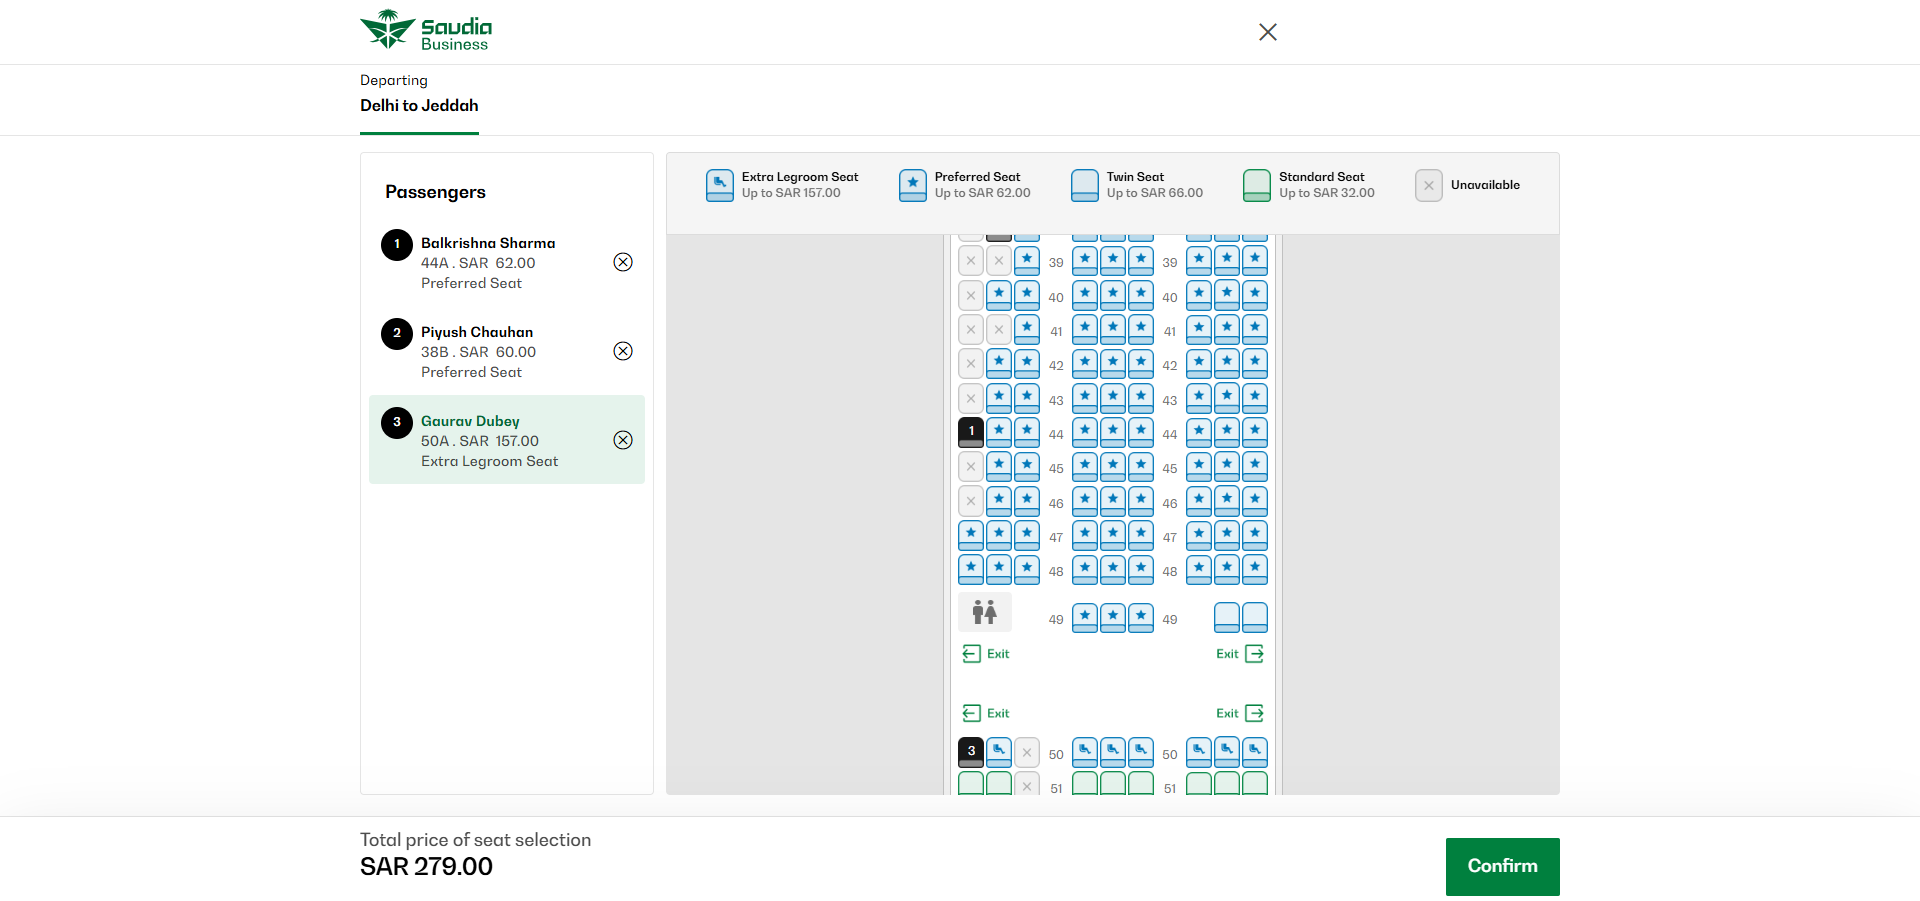 Saudia
Business
Departing
Delhi to Jeddah
Passengers
1
Balkrishna Sharma
44A . SAR 62.00
Preferred Seat
2
Piyush Chauhan
38B . SAR 60.00
Preferred Seat
3
Gaurav Dubey
50A . SAR 157.00
Extra Legroom Seat
Extra Legroom Seat
Up to SAR 157.00
Preferred Seat
Up to SAR 62.00
Twin Seat
Up to SAR 66.00
Standard Seat
Up to SAR 32.00
Unavailable
39 39
40 40
41 41
42 42
43 43
1 44 44
45 45
46 46
47 47
48 48
49 49
Exit Exit
Exit Exit
3 50 50
51 51
Total price of seat selection
SAR 279.00
Confirm